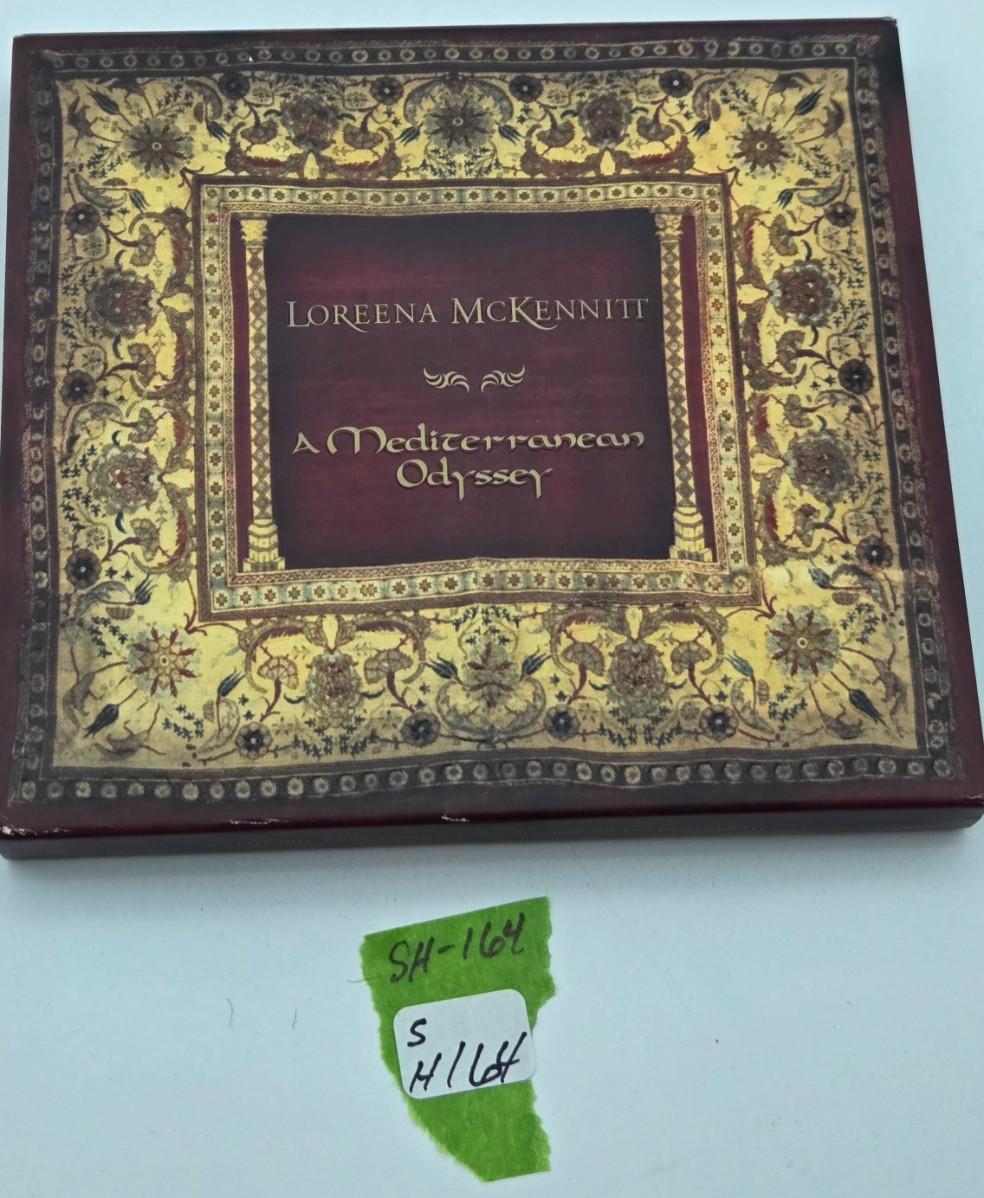 LOREENA MCKENNITT
A Mediterranean
Odyssey
SH-164
S
H164